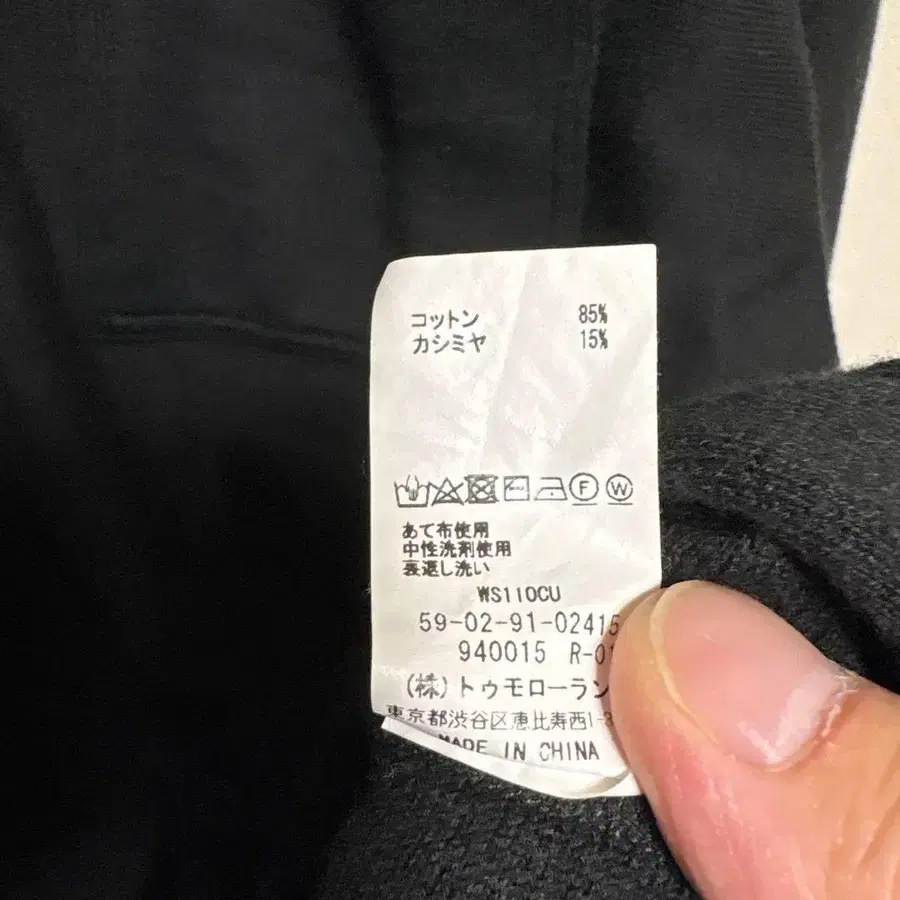 コットン 85%
カシミヤ 15%
F W
あて布使用
中性洗剤使用
裏返し洗い
WS110CU
59-02-91-02415
940015 R-01
(株)トゥモローラン
東京都渋谷区恵比寿西1-
MADE IN CHINA